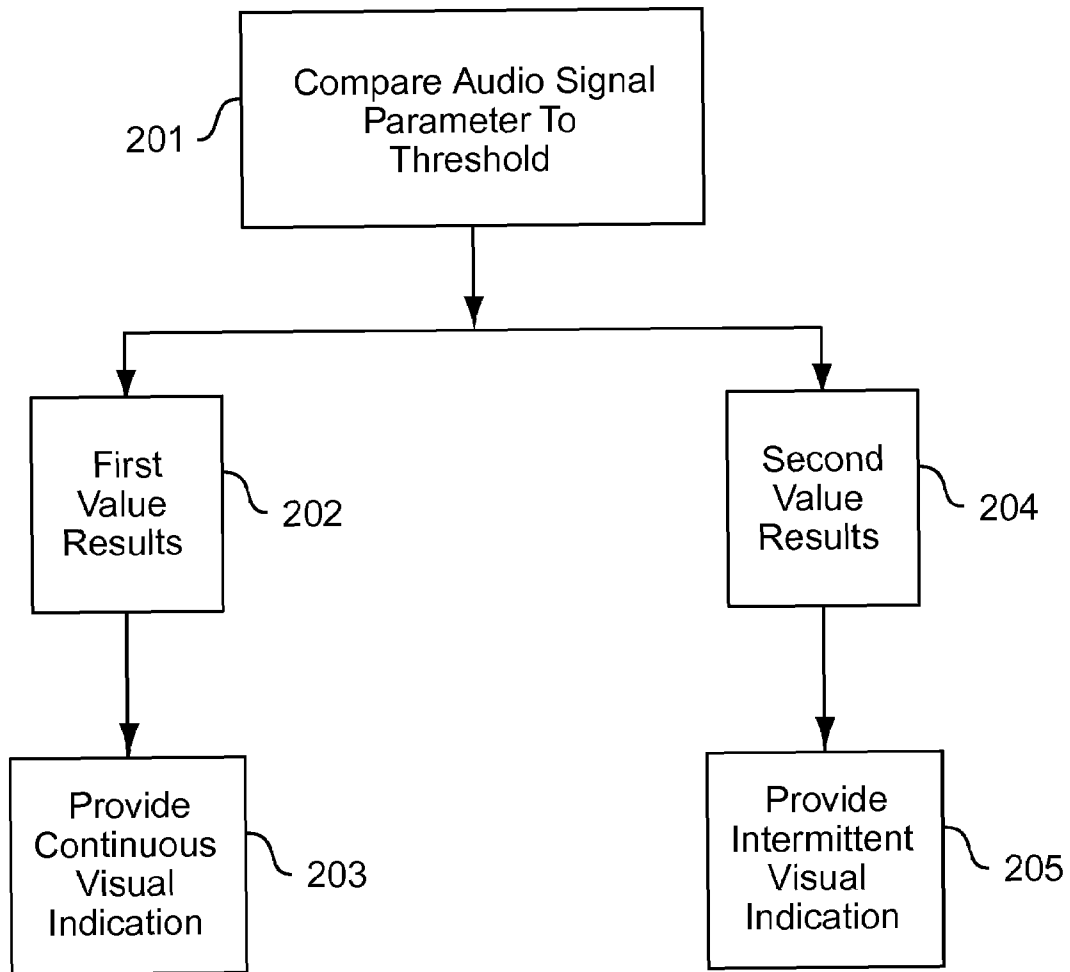 Compare Audio Signal
Parameter To
Threshold
201
First
Value
Results
202
Second
Value
Results
204
Provide
Continuous
Visual
Indication
203
Provide
Intermittent
Visual
Indication
205